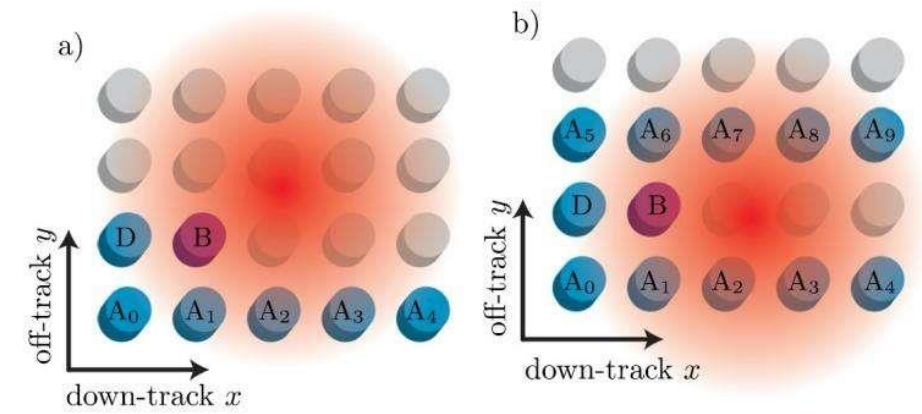 a)
D B
A₀ A₁ A₂ A₃ A₄
off-track y
down-track x
b)
A₅ A₆ A₇ A₈ A₉
D B
A₀ A₁ A₂ A₃ A₄
off-track y
down-track x